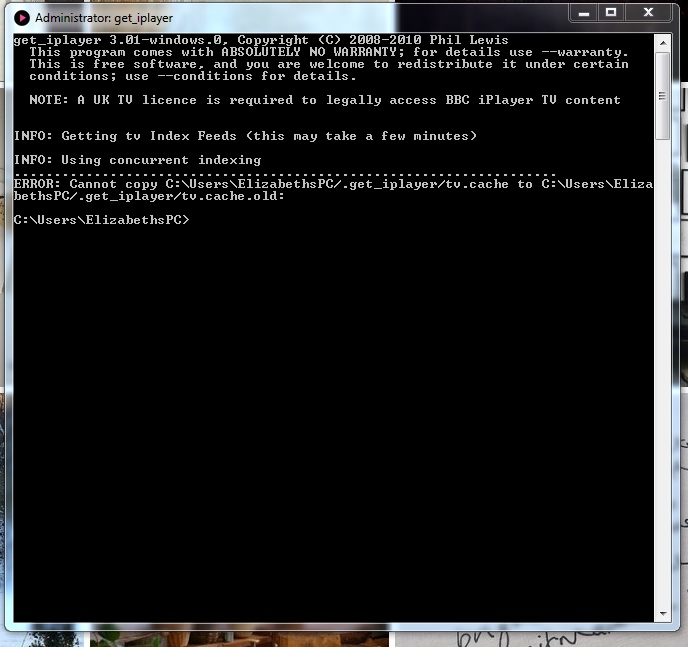 Administrator: get_iplayer
get_iplayer 3.01-windows.0, Copyright (C) 2008-2010 Phil Lewis
This program comes with ABSOLUTELY NO WARRANTY; for details use --warranty.
This is free software, and you are welcome to redistribute it under certain
conditions; use --conditions for details.
NOTE: A UK TV licence is required to legally access BBC iPlayer TV content
INFO: Getting tv Index Feeds (this may take a few minutes)
INFO: Using concurrent indexing
.....................................................................
ERROR: Cannot copy C:\Users\ElizabethsPC/.get_iplayer/tv.cache to C:\Users\Eliza
bethsPC/.get_iplayer/tv.cache.old:
C:\Users\ElizabethsPC>